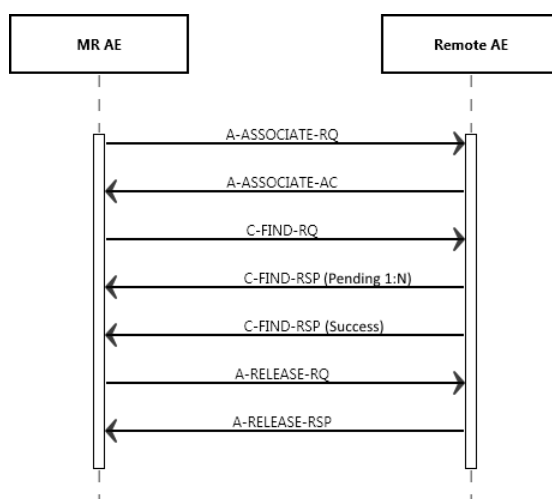 MR AE
Remote AE
A-ASSOCIATE-RQ
A-ASSOCIATE-AC
C-FIND-RQ
C-FIND-RSP (Pending 1:N)
C-FIND-RSP (Success)
A-RELEASE-RQ
A-RELEASE-RSP